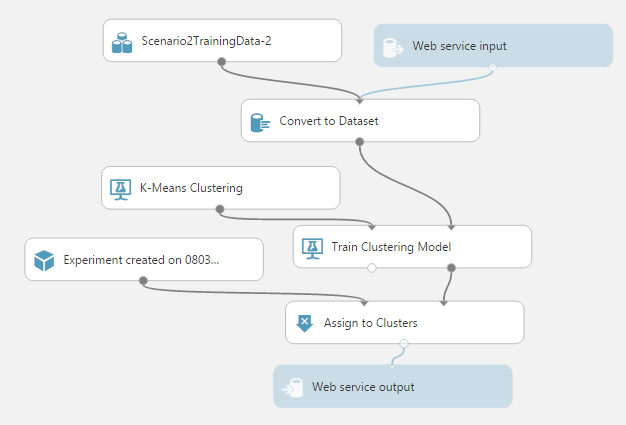 Scenario2TrainingData-2
Web service input
Convert to Dataset
K-Means Clustering
Train Clustering Model
Experiment created on 0803...
Assign to Clusters
Web service output